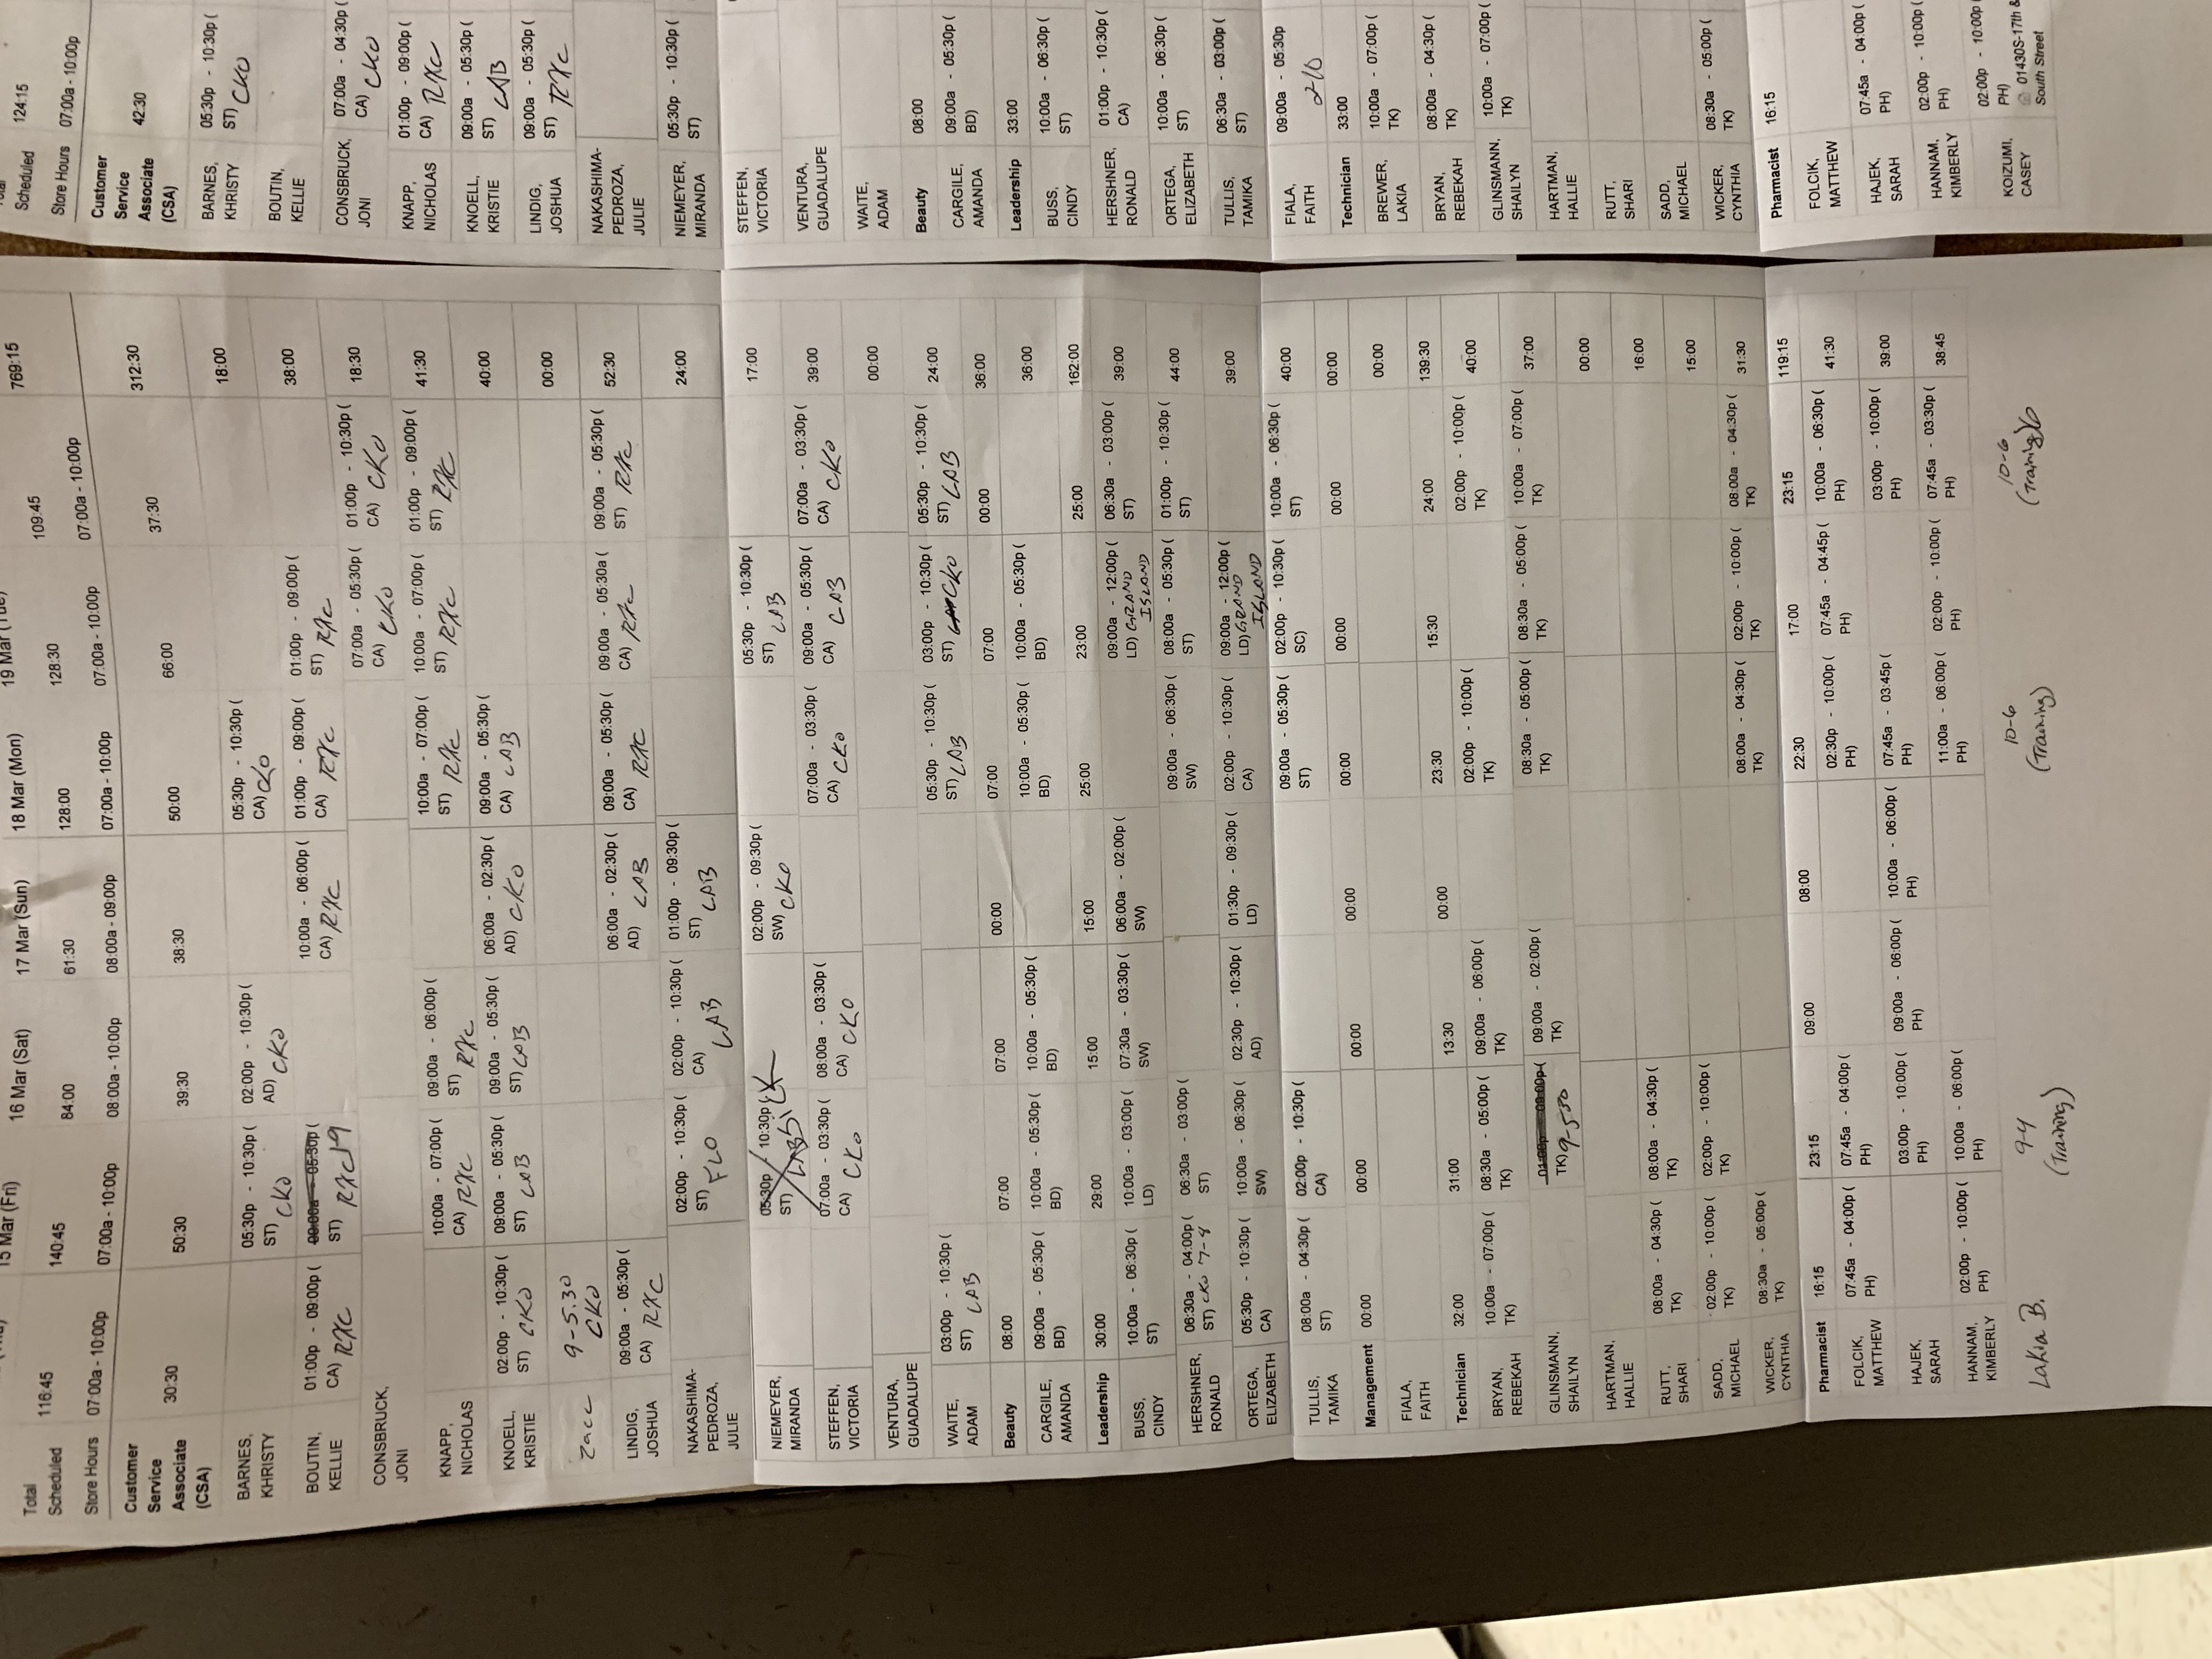 15 Mar (Fri) 16 Mar (Sat) 17 Mar (Sun) 18 Mar (Mon) 19 Mar (Tue)
Total Scheduled 116:45 140:45 84:00 61:30 128:00 128:30 109:45 769:15
Store Hours 07:00a - 10:00p 07:00a - 10:00p 08:00a - 10:00p 08:00a - 09:00p 07:00a - 10:00p 07:00a - 10:00p 07:00a - 10:00p
Customer Service Associate (CSA) 30:30 50:30 39:30 38:30 50:00 66:00 37:30 312:30
BARNES, KHRISTY 05:30p - 10:30p (ST) CKO 02:00p - 10:30p (AD) CKO 05:30p - 10:30p (CA) CKO 18:00
BOUTIN, KELLIE 01:00p - 09:00p (CA) RXC 09:00a - 05:30p (ST) RXC 10:00a - 06:00p (CA) RXC 01:00p - 09:00p (CA) RXC 01:00p - 09:00p (ST) RXC 38:00
CONSBRUCK, JONI 07:00a - 05:30p (CA) CKO 01:00p - 10:30p (CA) CKO 18:30
KNAPP, NICHOLAS 10:00a - 07:00p (CA) RXC 09:00a - 06:00p (ST) RXC 10:00a - 07:00p (ST) RXC 10:00a - 07:00p (ST) RXC 01:00p - 09:00p (ST) RXC 41:30
KNOELL, KRISTIE 02:00p - 10:30p (ST) CKO 09:00a - 05:30p (ST) LAB 09:00a - 05:30p (ST) LAB 06:00a - 02:30p (AD) CKO 09:00a - 05:30p (CA) LAB 40:00
Zacc 9-5.30 CKO 00:00
LINDIG, JOSHUA 09:00a - 05:30p (CA) RXC 06:00a - 02:30p (AD) LAB 09:00a - 05:30p (CA) RXC 09:00a - 05:30a (CA) RXC 09:00a - 05:30p (ST) RXC 52:30
NAKASHIMA-PEDROZA, JULIE 02:00p - 10:30p (ST) FLO 02:00p - 10:30p (CA) LAB 01:00p - 09:30p (ST) LAB 24:00
NIEMEYER, MIRANDA 05:30p - 10:30p (ST) LAB SICK 02:00p - 09:30p (SW) CKO 05:30p - 10:30p (ST) LAB 17:00
STEFFEN, VICTORIA 07:00a - 03:30p (CA) CKO 08:00a - 03:30p (CA) CKO 07:00a - 03:30p (CA) CKO 09:00a - 05:30p (CA) LAB 07:00a - 03:30p (CA) CKO 39:00
VENTURA, GUADALUPE 00:00
WAITE, ADAM 03:00p - 10:30p (ST) LAB 05:30p - 10:30p (ST) LAB 03:00p - 10:30p (ST) CKO 05:30p - 10:30p (ST) LAB 24:00
Beauty 08:00 07:00 07:00 00:00 07:00 07:00 00:00 36:00
CARGILE, AMANDA 09:00a - 05:30p (BD) 10:00a - 05:30p (BD) 10:00a - 05:30p (BD) 10:00a - 05:30p (BD) 10:00a - 05:30p (BD) 36:00
Leadership 30:00 29:00 15:00 15:00 25:00 23:00 25:00 162:00
BUSS, CINDY 10:00a - 06:30p (ST) 10:00a - 03:00p (LD) 07:30a - 03:30p (SW) 06:00a - 02:00p (SW) 09:00a - 12:00p (LD) GRAND ISLAND 06:30a - 03:00p (ST) 39:00
HERSHNER, RONALD 06:30a - 04:00p (ST) CKO 7-8 06:30a - 03:00p (ST) 09:00a - 06:30p (SW) 08:00a - 05:30p (ST) 01:00p - 10:30p (ST) 44:00
ORTEGA, ELIZABETH 05:30p - 10:30p (CA) 10:00a - 06:30p (SW) 02:30p - 10:30p (AD) 01:30p - 09:30p (LD) 02:00p - 10:30p (CA) 09:00a - 12:00p (LD) GRAND ISLAND 39:00
TULLIS, TAMIKA 08:00a - 04:30p (ST) 02:00p - 10:30p (CA) 09:00a - 05:30p (ST) 02:00p - 10:30p (SC) 10:00a - 06:30p (ST) 40:00
Management 00:00 00:00 00:00 00:00 00:00 00:00 00:00 00:00
FIALA, FAITH 00:00
Technician 32:00 31:00 13:30 00:00 23:30 15:30 24:00 139:30
BRYAN, REBEKAH 10:00a - 07:00p (TK) 08:30a - 05:00p (TK) 09:00a - 06:00p (TK) 02:00p - 10:00p (TK) 02:00p - 10:00p (TK) 40:00
GLINSMANN, SHAILYN 01:00p - 09:00p (TK) 9-530 09:00a - 02:00p (TK) 08:30a - 05:00p (TK) 08:30a - 05:00p (TK) 10:00a - 07:00p (TK) 37:00
HARTMAN, HALLIE 00:00
RUTT, SHARI 08:00a - 04:30p (TK) 08:00a - 04:30p (TK) 16:00
SADD, MICHAEL 02:00p - 10:00p (TK) 02:00p - 10:00p (TK) 15:00
WICKER, CYNTHIA 08:30a - 05:00p (TK) 08:00a - 04:30p (TK) 02:00p - 10:00p (TK) 08:00a - 04:30p (TK) 31:30
Pharmacist 16:15 23:15 09:00 08:00 22:30 17:00 23:15 119:15
FOLCIK, MATTHEW 07:45a - 04:00p (PH) 07:45a - 04:00p (PH) 02:30p - 10:00p (PH) 07:45a - 04:45p (PH) 10:00a - 06:30p (PH) 41:30
HAJEK, SARAH 03:00p - 10:00p (PH) 09:00a - 06:00p (PH) 10:00a - 06:00p (PH) 07:45a - 03:45p (PH) 03:00p - 10:00p (PH) 39:00
HANNAM, KIMBERLY 02:00p - 10:00p (PH) 10:00a - 06:00p (PH) 11:00a - 06:00p (PH) 02:00p - 10:00p (PH) 07:45a - 03:30p (PH) 38:45
Lakia B. 9-4 (Training) 10-6 (Training) 10-6 (Training)
Total Scheduled 124:15
Store Hours 07:00a - 10:00p
Customer Service Associate (CSA) 42:30
BARNES, KHRISTY 05:30p - 10:30p (ST) CKO
BOUTIN, KELLIE
CONSBRUCK, JONI 07:00a - 04:30p (CA) CKO
KNAPP, NICHOLAS 01:00p - 09:00p (CA) RXC
KNOELL, KRISTIE 09:00a - 05:30p (ST) LAB
LINDIG, JOSHUA 09:00a - 05:30p (ST) RXC
NAKASHIMA-PEDROZA, JULIE
NIEMEYER, MIRANDA 05:30p - 10:30p (ST)
STEFFEN, VICTORIA
VENTURA, GUADALUPE
WAITE, ADAM
Beauty 08:00
CARGILE, AMANDA 09:00a - 05:30p (BD)
Leadership 33:00
BUSS, CINDY 10:00a - 06:30p (ST)
HERSHNER, RONALD 01:00p - 10:30p (CA)
ORTEGA, ELIZABETH 10:00a - 06:30p (ST)
TULLIS, TAMIKA 06:30a - 03:00p (ST)
FIALA, FAITH 09:00a - 05:30p 210
Technician 33:00
BREWER, LAKIA 10:00a - 07:00p (TK)
BRYAN, REBEKAH 08:00a - 04:30p (TK)
GLINSMANN, SHAILYN 10:00a - 07:00p (TK)
HARTMAN, HALLIE
RUTT, SHARI
SADD, MICHAEL
WICKER, CYNTHIA 08:30a - 05:00p (TK)
Pharmacist 16:15
FOLCIK, MATTHEW
HAJEK, SARAH 07:45a - 04:00p (PH)
HANNAM, KIMBERLY 02:00p - 10:00p (PH)
KOIZUMI, CASEY 02:00p - 10:00p (PH) 01430S-17th & South Street